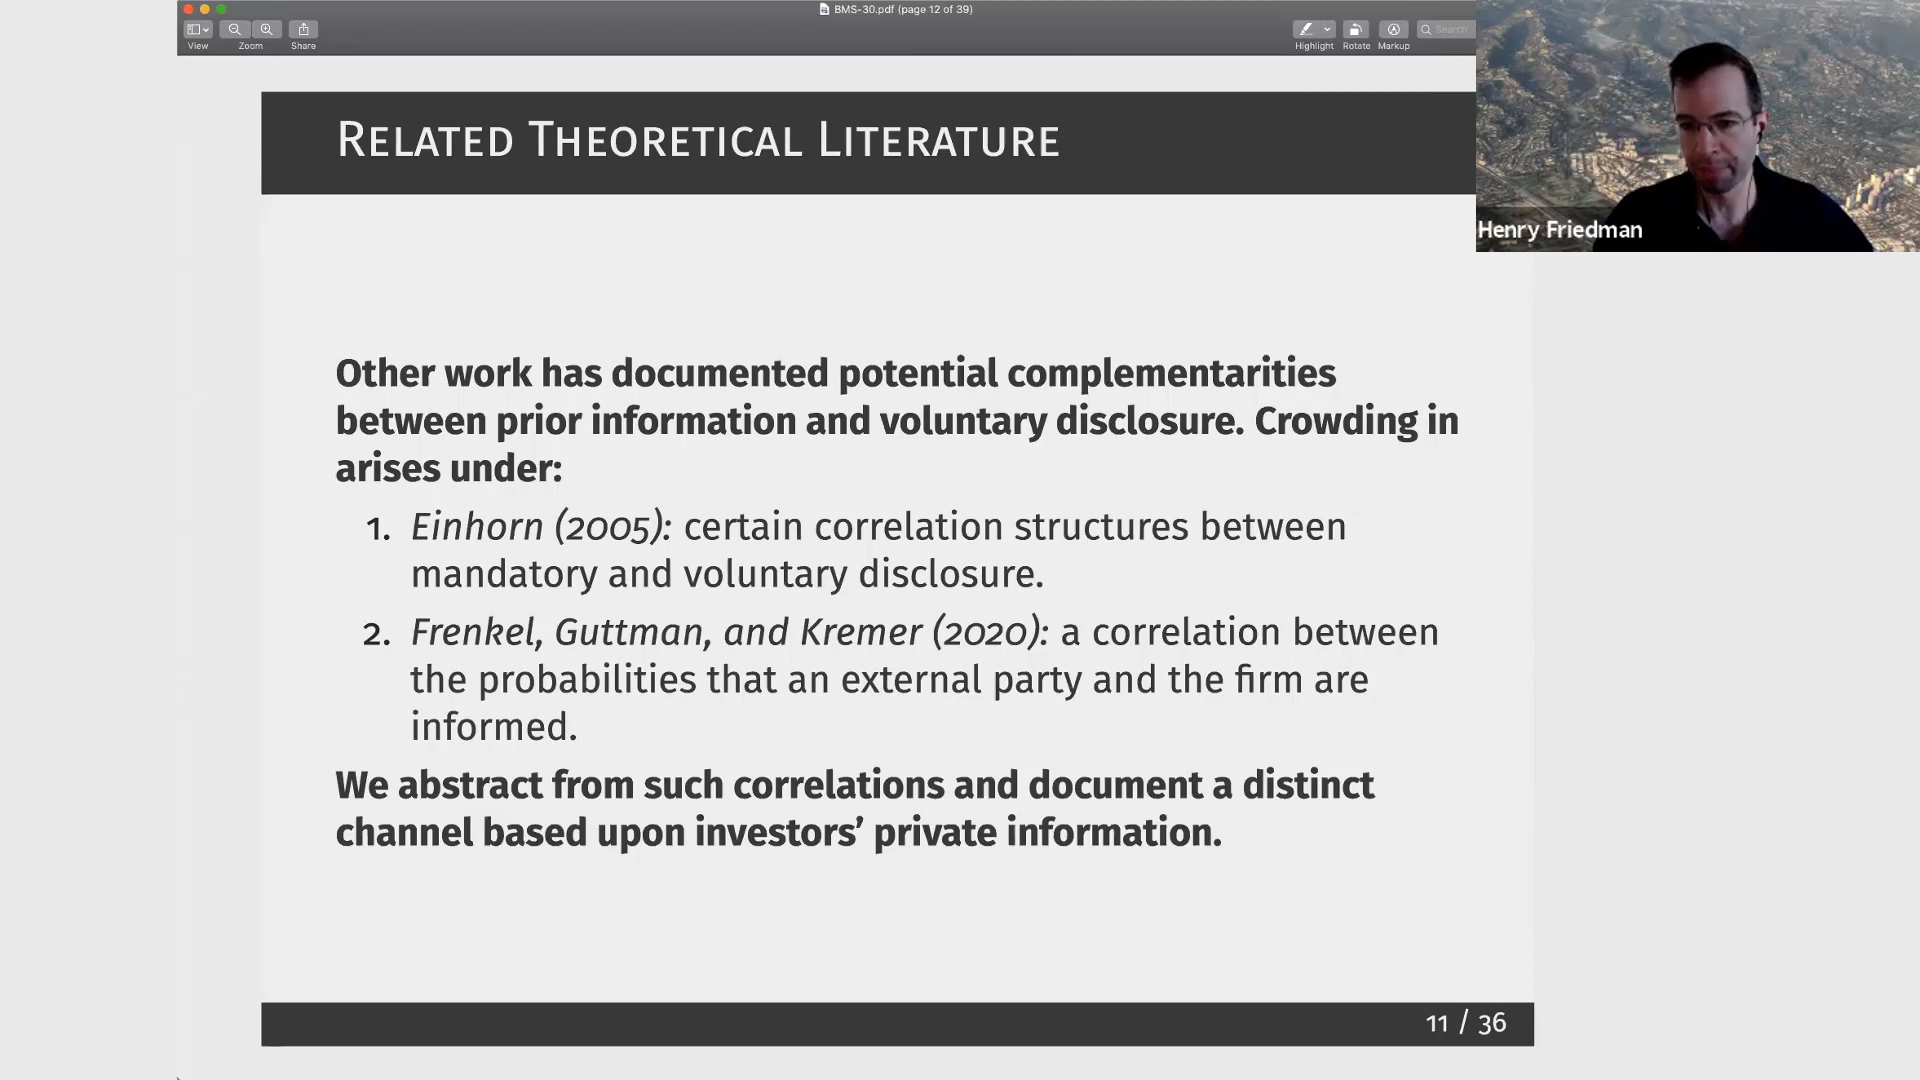 BMS-30.pdf (page 12 of 39)
View
Zoom
Share
Highlight
Rotate
Markup
Search
RELATED THEORETICAL LITERATURE
Henry Friedman
Other work has documented potential complementarities
between prior information and voluntary disclosure. Crowding in
arises under:
1. Einhorn (2005): certain correlation structures between
mandatory and voluntary disclosure.
2. Frenkel, Guttman, and Kremer (2020): a correlation between
the probabilities that an external party and the firm are
informed.
We abstract from such correlations and document a distinct
channel based upon investors’ private information.
11 / 36